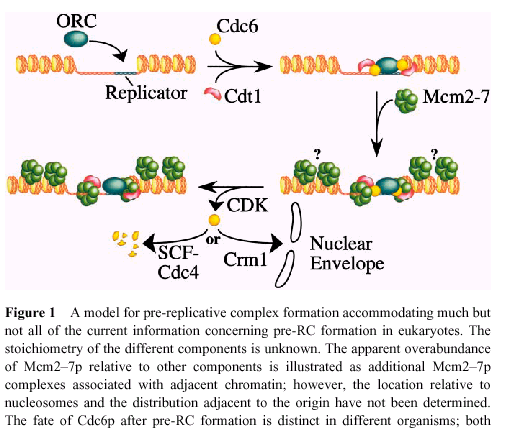 ORC
Cdc6
Replicator
Cdt1
Mcm2-7
?
?
CDK
or
SCF-
Cdc4
Crm1
Nuclear
Envelope
Figure 1 A model for pre-replicative complex formation accommodating much but
not all of the current information concerning pre-RC formation in eukaryotes. The
stoichiometry of the different components is unknown. The apparent overabundance
of Mcm2–7p relative to other components is illustrated as additional Mcm2–7p
complexes associated with adjacent chromatin; however, the location relative to
nucleosomes and the distribution adjacent to the origin have not been determined.
The fate of Cdc6p after pre-RC formation is distinct in different organisms; both